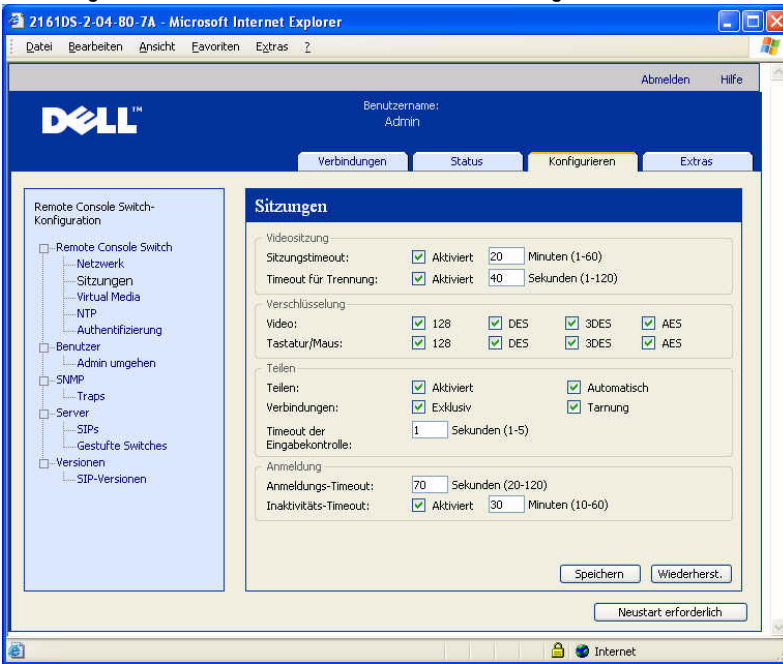 2161DS-2-04-80-7A - Microsoft Internet Explorer
Datei Bearbeiten Ansicht Favoriten Extras ?
Abmelden Hilfe
DELL™
Benutzername:
Admin
Verbindungen Status Konfigurieren Extras
Remote Console Switch-
Konfiguration
Remote Console Switch
Netzwerk
Sitzungen
Virtual Media
NTP
Authentifizierung
Benutzer
Admin umgehen
SNMP
Traps
Server
SIPs
Gestufte Switches
Versionen
SIP-Versionen
Sitzungen
Videositzung
Sitzungstimeout: Aktiviert 20 Minuten (1-60)
Timeout für Trennung: Aktiviert 40 Sekunden (1-120)
Verschlüsselung
Video: 128 DES 3DES AES
Tastatur/Maus: 128 DES 3DES AES
Teilen
Teilen: Aktiviert Automatisch
Verbindungen: Exklusiv Tarnung
Timeout der
Eingabekontrolle: 1 Sekunden (1-5)
Anmeldung
Anmeldungs-Timeout: 70 Sekunden (20-120)
Inaktivitäts-Timeout: Aktiviert 30 Minuten (10-60)
Speichern Wiederherst.
Neustart erforderlich
Internet